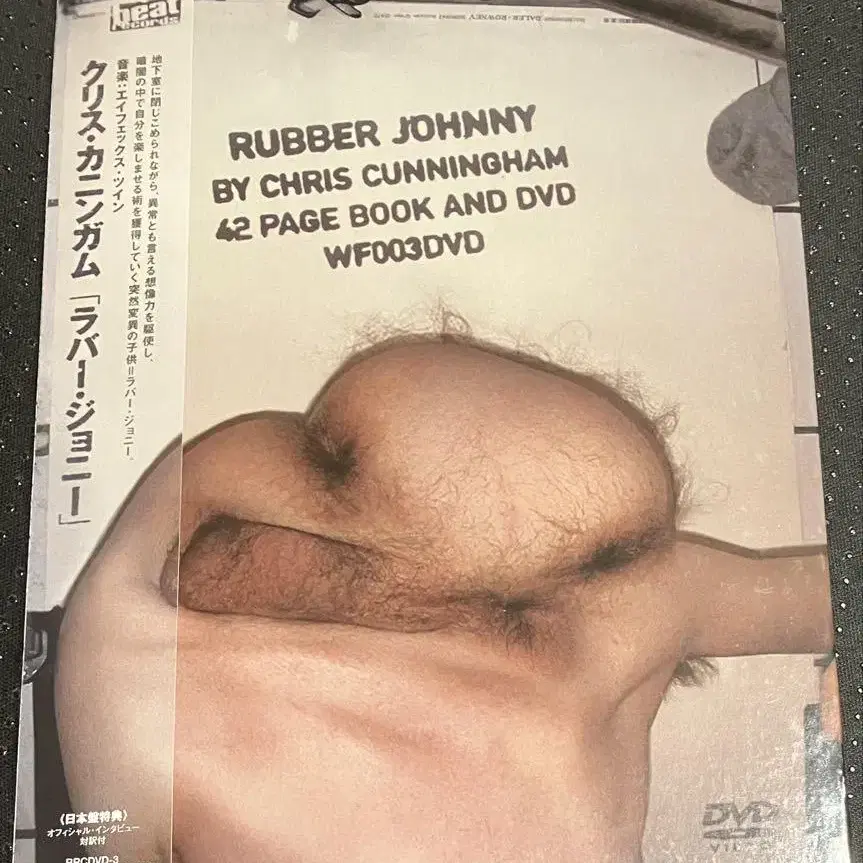 beat
records
クリス・カニンガム「ラバー・ジョニー」
音楽：エイフェックス・ツイン
地下室に閉じこめられながら、異常とも言える想像力を駆使し、
暗闇の中で自分を楽しませる術を獲得していく突然変異の子供＝ラバー・ジョニー。
RUBBER JOHNNY
BY CHRIS CUNNINGHAM
42 PAGE BOOK AND DVD
WF003DVD
DALER-ROWNEY
〈日本盤特典〉
オフィシャル・インタビュー
対訳付
BRCDVD-3
DVD